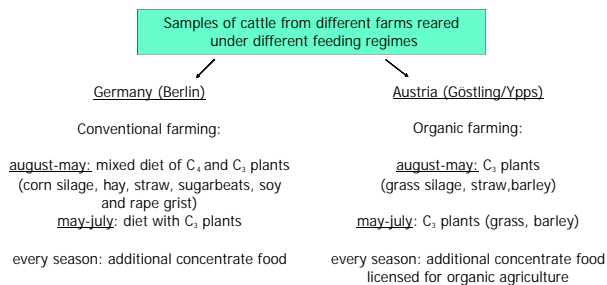 Samples of cattle from different farms reared
under different feeding regimes
Germany (Berlin)
Conventional farming:
august-may: mixed diet of C₄ and C₃ plants
(corn silage, hay, straw, sugarbeats, soy
and rape grist)
may-july: diet with C₃ plants
every season: additional concentrate food
Austria (Göstling/Ypps)
Organic farming:
august-may: C₃ plants
(grass silage, straw,barley)
may-july: C₃ plants (grass, barley)
every season: additional concentrate food
licensed for organic agriculture